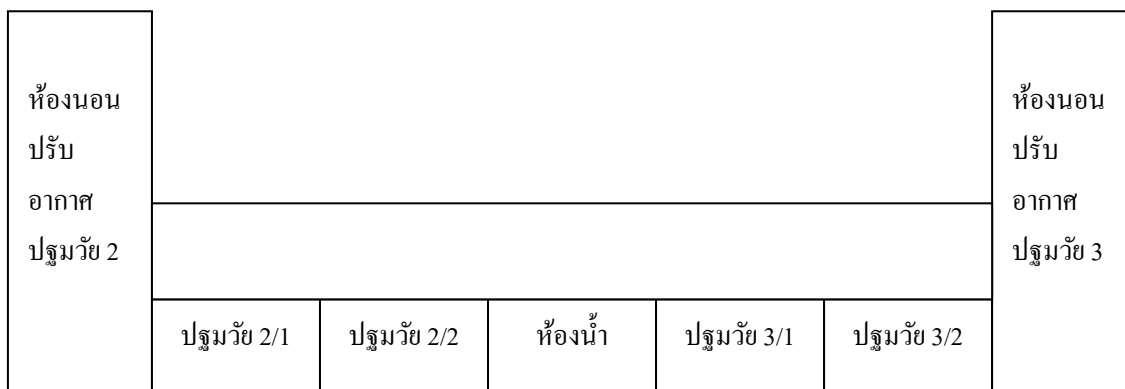 ห้องนอน
ปรับ
อากาศ
ปฐมวัย 2
ห้องนอน
ปรับ
อากาศ
ปฐมวัย 3
ปฐมวัย 2/1
ปฐมวัย 2/2
ห้องน้ำ
ปฐมวัย 3/1
ปฐมวัย 3/2